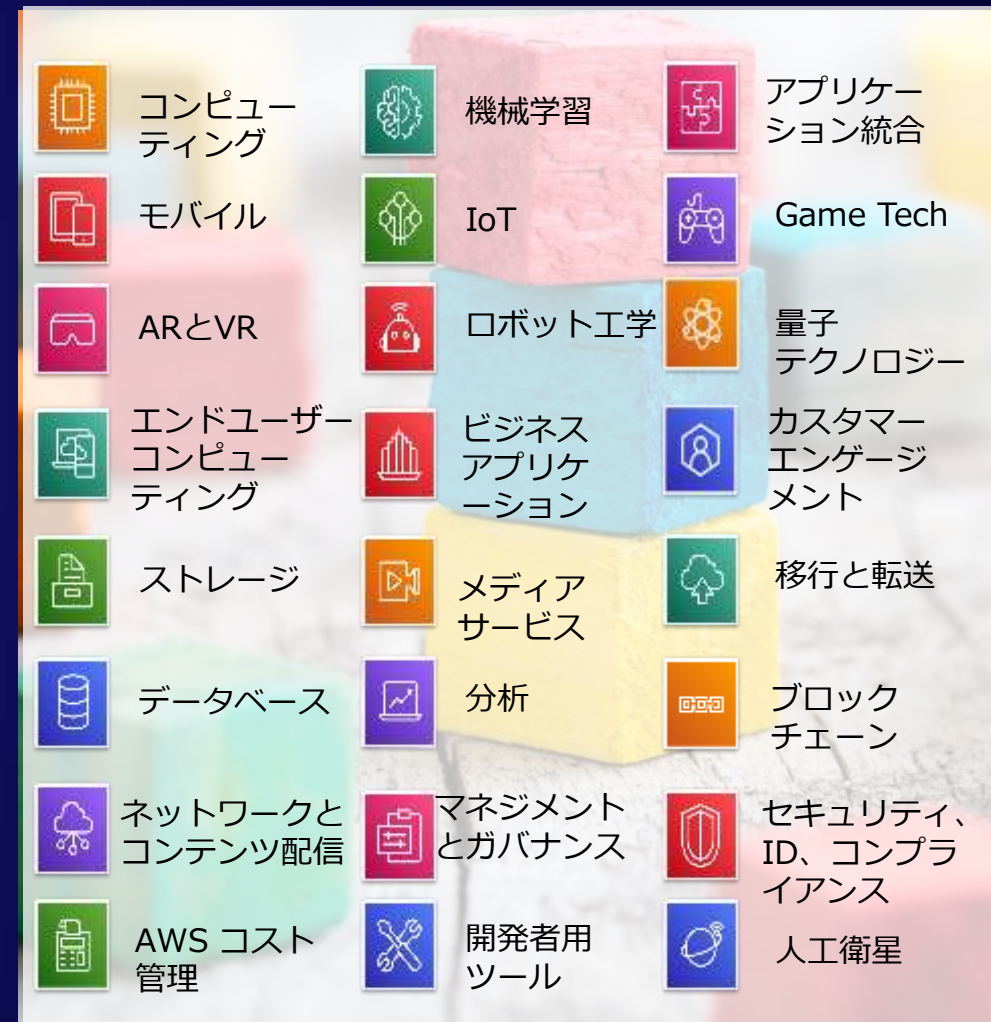 コンピュー
ティング
機械学習
アプリケー
ション統合
モバイル
IoT
Game Tech
ARとVR
ロボット工学
量子
テクノロジー
エンドユーザー
コンピュー
ティング
ビジネス
アプリケ
ーション
カスタマー
エンゲージ
メント
ストレージ
メディア
サービス
移行と転送
データベース
分析
ブロック
チェーン
ネットワークと
コンテンツ配信
マネジメント
とガバナンス
セキュリティ、
ID、コンプラ
イアンス
AWS コスト
管理
開発者用
ツール
人工衛星